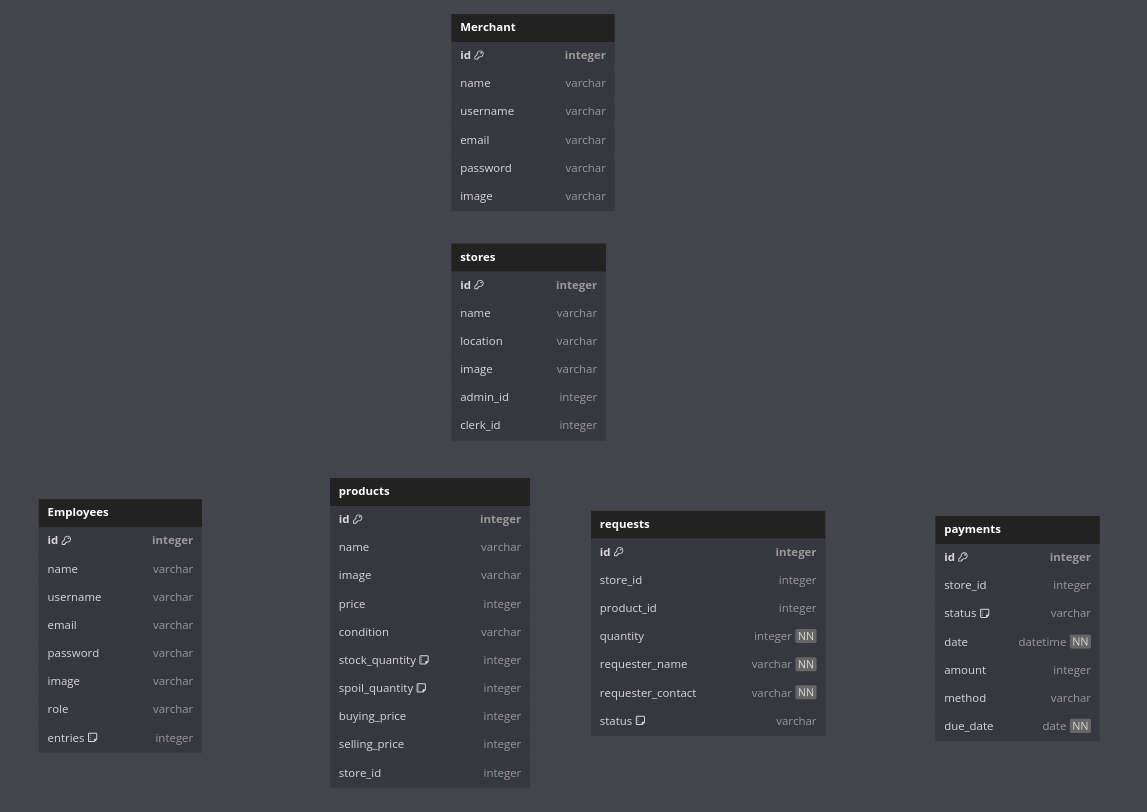 Merchant
id integer
name varchar
username varchar
email varchar
password varchar
image varchar
stores
id integer
name varchar
location varchar
image varchar
admin_id integer
clerk_id integer
Employees
id integer
name varchar
username varchar
email varchar
password varchar
image varchar
role varchar
entries integer
products
id integer
name varchar
image varchar
price integer
condition varchar
stock_quantity integer
spoil_quantity integer
buying_price integer
selling_price integer
store_id integer
requests
id integer
store_id integer
product_id integer
quantity integer NN
requester_name varchar NN
requester_contact varchar NN
status varchar
payments
id integer
store_id integer
status varchar
date datetime NN
amount integer
method varchar
due_date date NN